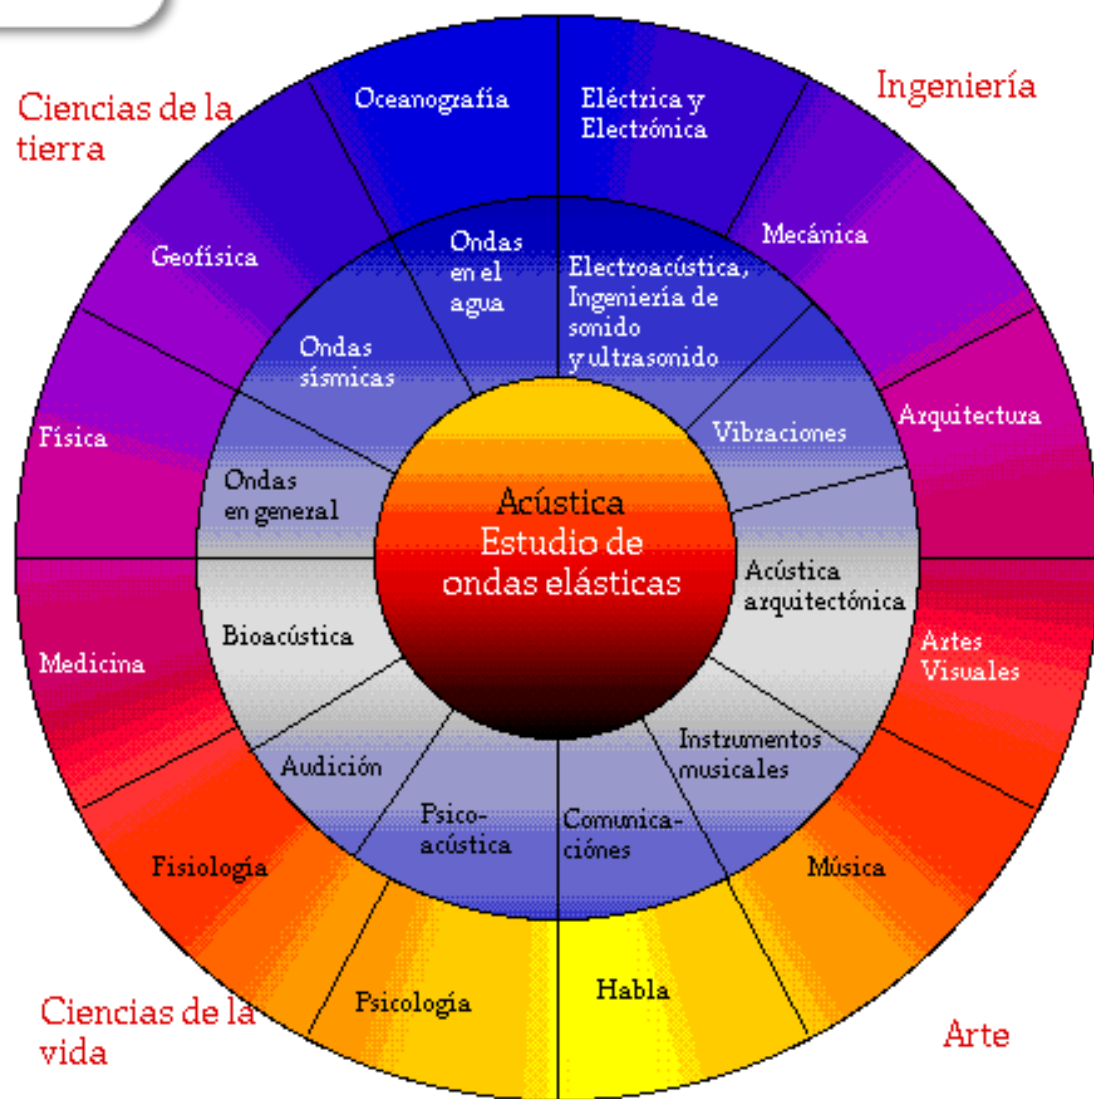 Ciencias de la
tierra
Ingeniería
Oceanografía
Eléctrica y
Electrónica
Geofísica
Mecánica
Física
Arquitectura
Medicina
Artes
Visuales
Fisiología
Música
Psicología
Habla
Ondas
en el
agua
Electroacústica,
Ingeniería de
sonido
y ultrasonido
Ondas
sísmicas
Vibraciones
Ondas
en general
Acústica
arquitectónica
Bioacústica
Audición
Instrumentos
musicales
Psico-
acústica
Comunica-
ciónes
Acústica
Estudio de
ondas elásticas
Ciencias de la
vida
Arte